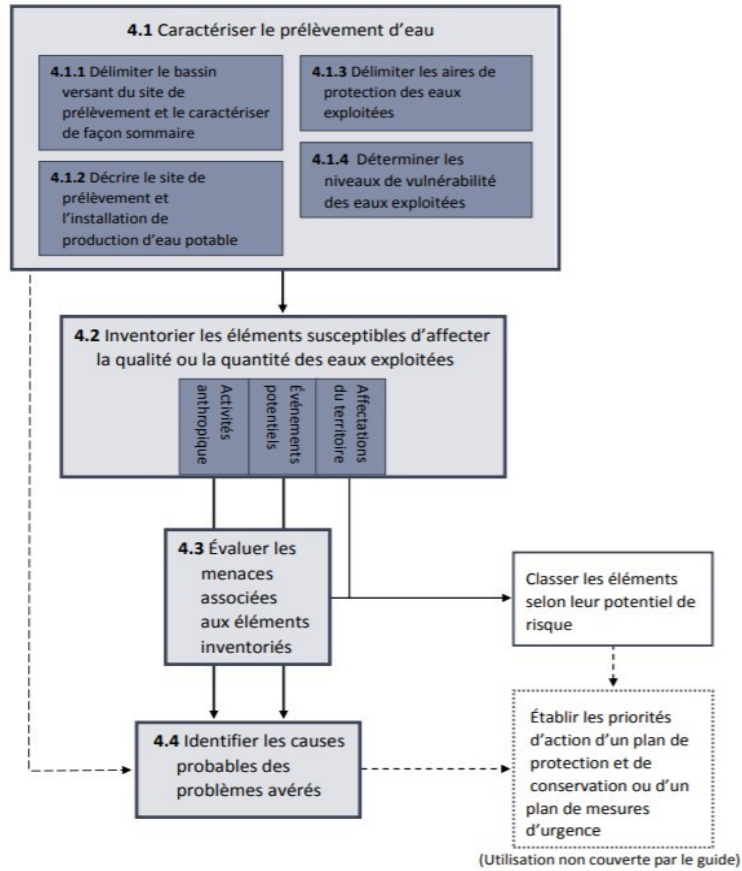 4.1 Caractériser le prélèvement d'eau
4.1.1 Délimiter le bassin
versant du site de
prélèvement et le caractériser
de façon sommaire
4.1.2 Décrire le site de
prélèvement et
l'installation de
production d'eau potable
4.1.3 Délimiter les aires de
protection des eaux
exploitées
4.1.4 Déterminer les
niveaux de vulnérabilité
des eaux exploitées
4.2 Inventorier les éléments susceptibles d'affecter
la qualité ou la quantité des eaux exploitées
Activités
anthropique
Événements
potentiels
Affectations
du territoire
4.3 Évaluer les
menaces
associées
aux éléments
inventoriés
Classer les éléments
selon leur potentiel de
risque
4.4 Identifier les causes
probables des
problèmes avérés
Établir les priorités
d'action d'un plan de
protection et de
conservation ou d'un
plan de mesures
d'urgence
(Utilisation non couverte par le guide)